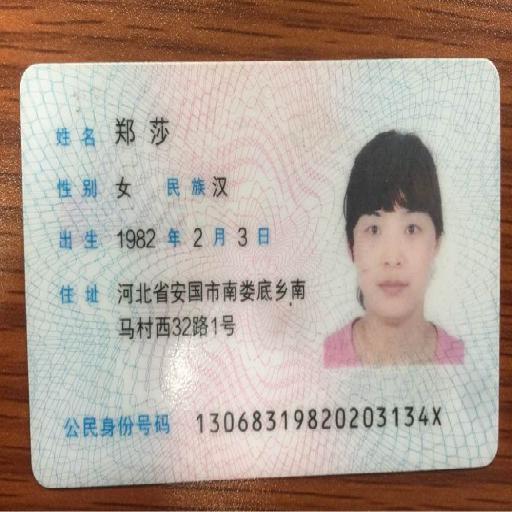 姓名 郑莎
性别 女 民族 汉
出生 1982 年 2 月 3 日
住址 河北省安国市南娄底乡南
马村西32路1号
公民身份号码 13068319820203134X